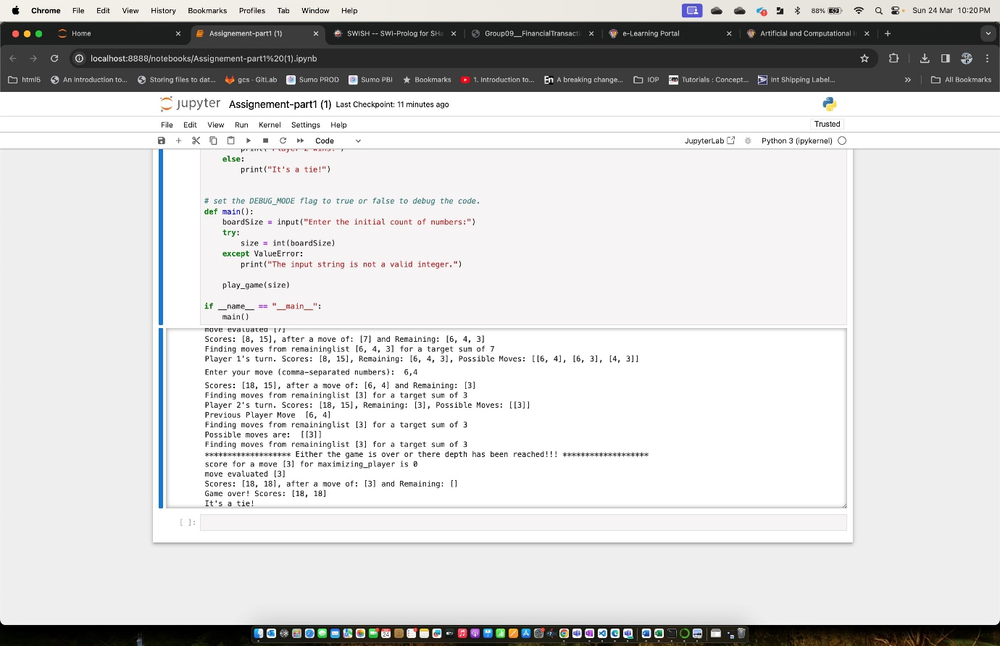 Chrome File Edit View History Bookmarks Profiles Tab Window Help 88% Sun 24 Mar 10:20 PM
Home Assignement-part1 (1) SWISH -- SWI-Prolog for SHa Group09__FinancialTransacti e-Learning Portal Artificial and Computational I
localhost:8888/notebooks/Assignement-part1%20(1).ipynb
html5 An Introduction to... Storing files to dat... gcs · GitLab Sumo PROD Sumo PBI Bookmarks 1. Introduction to... A breaking change... IOP Tutorials : Concept... Int Shipping Label... » All Bookmarks
jupyter Assignement-part1 (1) Last Checkpoint: 11 minutes ago
File Edit View Run Kernel Settings Help Trusted
Code JupyterLab Python 3 (ipykernel)
print("Player 2 wins!")
else:
print("It's a tie!")
# set the DEBUG_MODE flag to true or false to debug the code.
def main():
boardSize = input("Enter the initial count of numbers:")
try:
size = int(boardSize)
except ValueError:
print("The input string is not a valid integer.")
play_game(size)
if __name__ == "__main__":
main()
move evaluated [7]
Scores: [8, 15], after a move of: [7] and Remaining: [6, 4, 3]
Finding moves from remaininglist [6, 4, 3] for a target sum of 7
Player 1's turn. Scores: [8, 15], Remaining: [6, 4, 3], Possible Moves: [[6, 4], [6, 3], [4, 3]]
Enter your move (comma-separated numbers): 6,4
Scores: [18, 15], after a move of: [6, 4] and Remaining: [3]
Finding moves from remaininglist [3] for a target sum of 3
Player 2's turn. Scores: [18, 15], Remaining: [3], Possible Moves: [[3]]
Previous Player Move [6, 4]
Finding moves from remaininglist [3] for a target sum of 3
Possible moves are: [[3]]
Finding moves from remaininglist [3] for a target sum of 3
******************* Either the game is over or there depth has been reached!!! *******************
score for a move [3] for maximizing_player is 0
move evaluated [3]
Scores: [18, 18], after a move of: [3] and Remaining: []
Game over! Scores: [18, 18]
It's a tie!
[ ]: